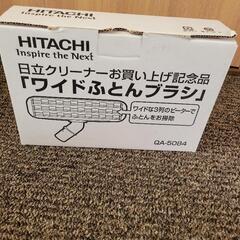 HITACHI
Inspire the Next
日立クリーナーお買い上げ記念品
「ワイドふとんブラシ」
ワイドな3列のビーターで
ふとんをお掃除
QA-5084